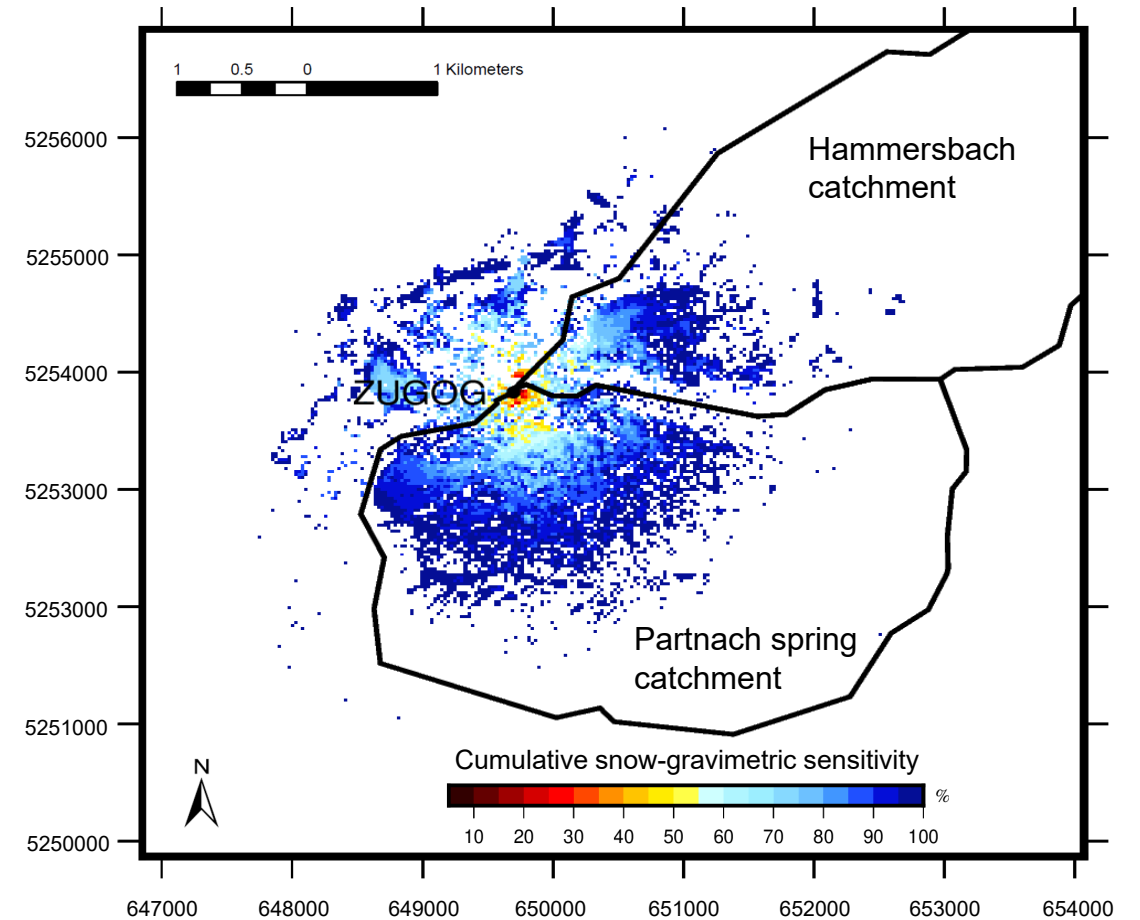 1 0.5 0 1 Kilometers
5256000
Hammersbach
catchment
5255000
5254000
ZUGOG
5253000
5253000
Partnach spring
catchment
5251000
Cumulative snow-gravimetric sensitivity
N
%
10 20 30 40 50 60 70 80 90 100
5250000
647000 648000 649000 650000 651000 652000 653000 654000